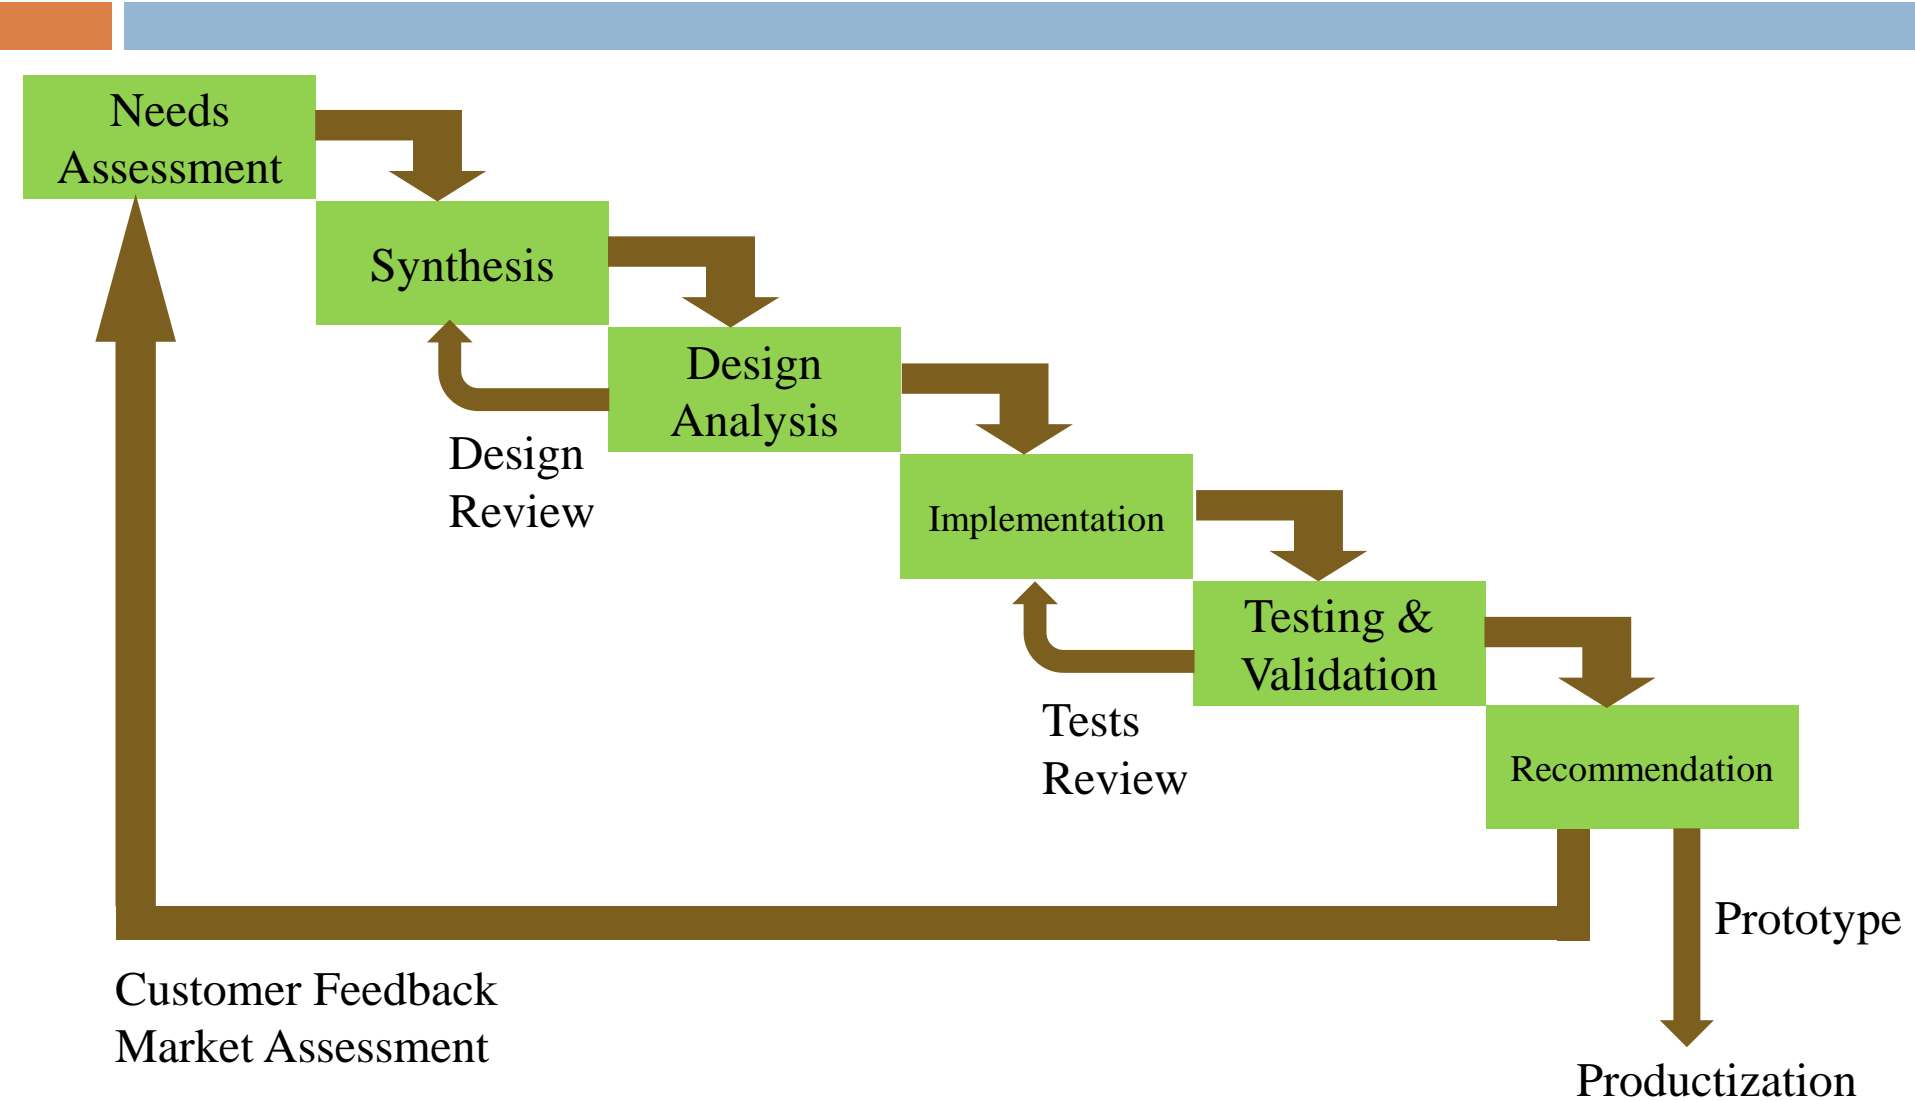 Needs
Assessment
Synthesis
Design
Analysis
Design
Review
Implementation
Testing &
Validation
Tests
Review
Recommendation
Prototype
Customer Feedback
Market Assessment
Productization